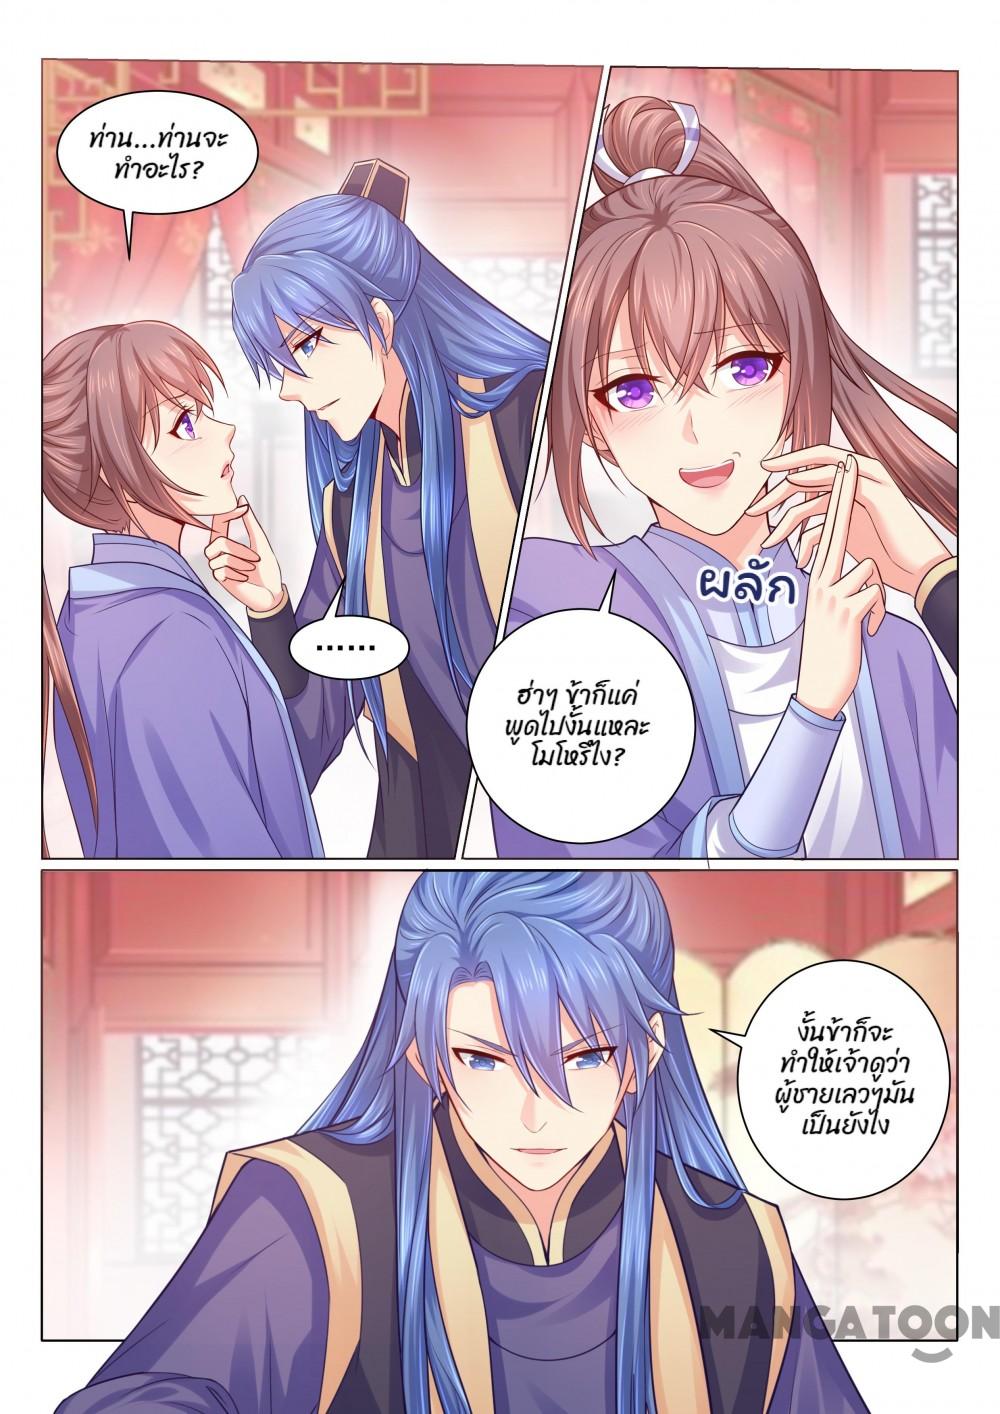 ท่าน...ท่านจะ
ทำอะไร?
......
ผลัก
ฮ่าๆ ข้าก็แค่
พูดไปงั้นแหละ
โมโหรึไง?
งั้นข้าก็จะ
ทำให้เจ้าดูว่า
ผู้ชายเลวๆมัน
เป็นยังไง
MANGATOON